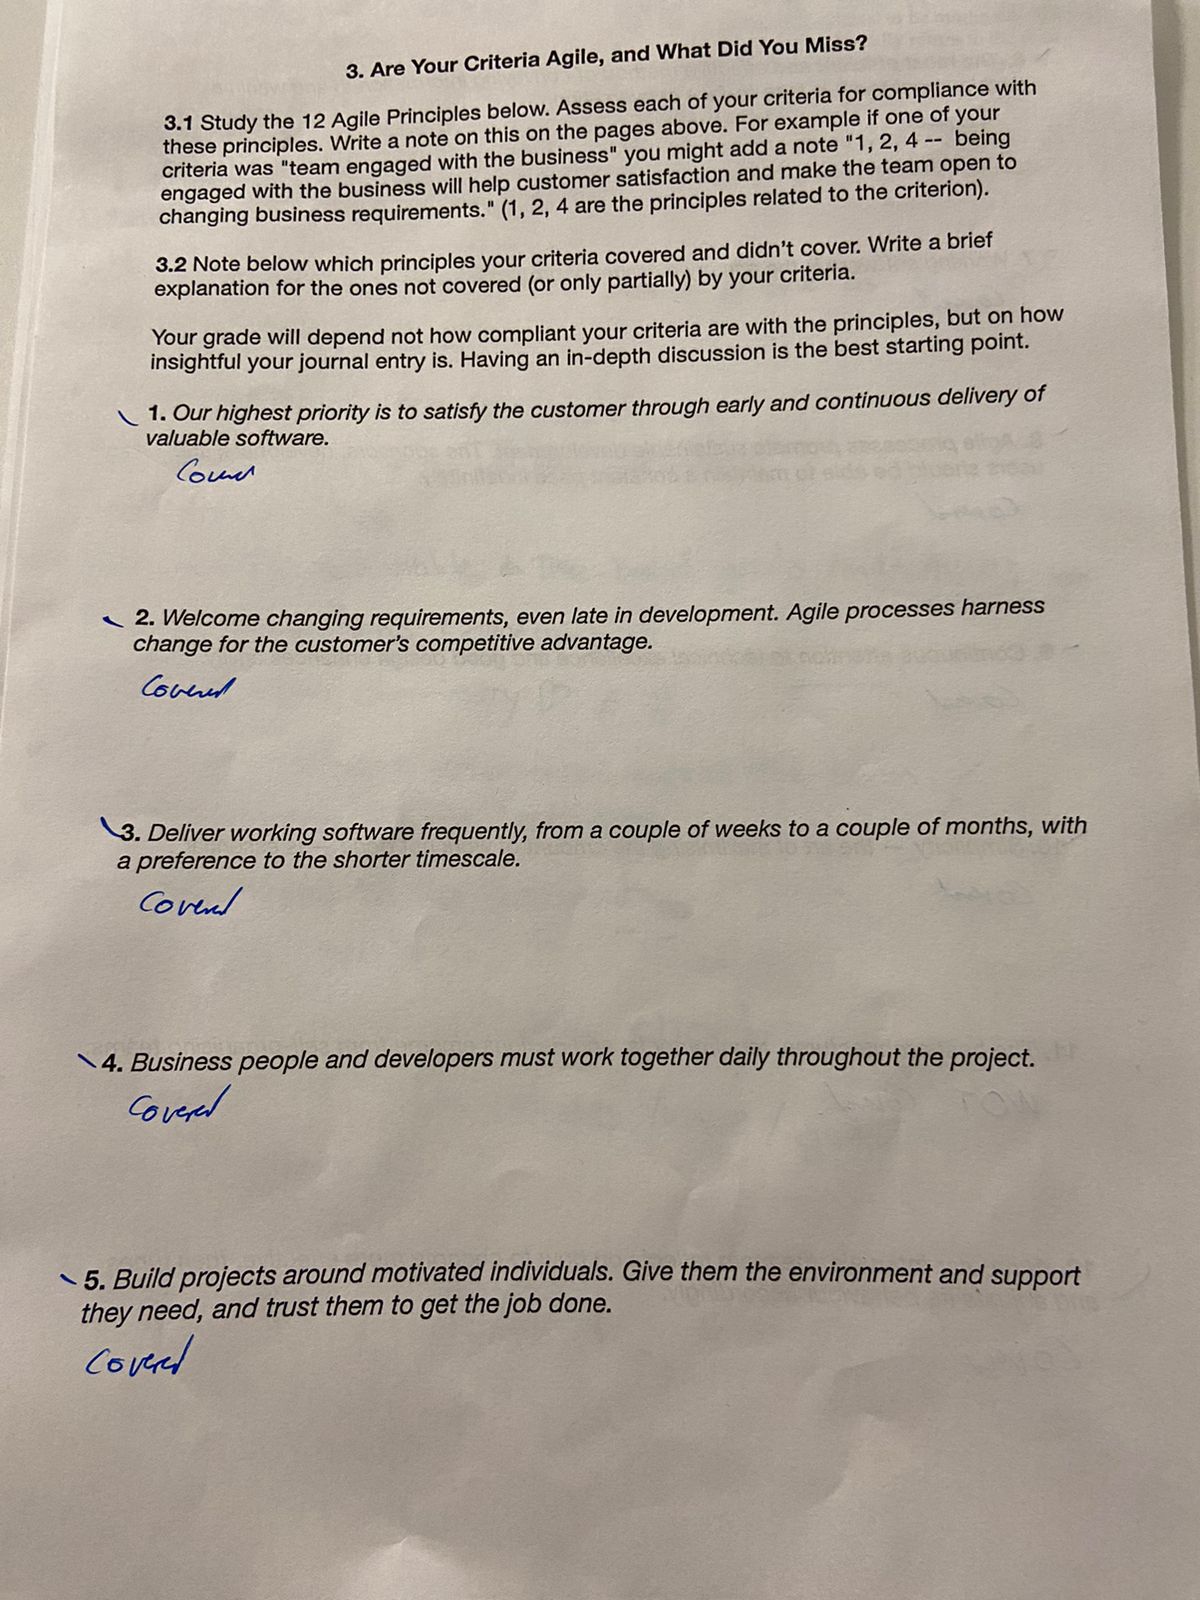 3. Are Your Criteria Agile, and What Did You Miss?
3.1 Study the 12 Agile Principles below. Assess each of your criteria for compliance with
these principles. Write a note on this on the pages above. For example if one of your
criteria was "team engaged with the business" you might add a note "1, 2, 4 -- being
engaged with the business will help customer satisfaction and make the team open to
changing business requirements." (1, 2, 4 are the principles related to the criterion).
3.2 Note below which principles your criteria covered and didn't cover. Write a brief
explanation for the ones not covered (or only partially) by your criteria.
Your grade will depend not how compliant your criteria are with the principles, but on how
insightful your journal entry is. Having an in-depth discussion is the best starting point.
1. Our highest priority is to satisfy the customer through early and continuous delivery of
valuable software.
Covered
2. Welcome changing requirements, even late in development. Agile processes harness
change for the customer's competitive advantage.
Covered
3. Deliver working software frequently, from a couple of weeks to a couple of months, with
a preference to the shorter timescale.
Covered
4. Business people and developers must work together daily throughout the project.
Covered
5. Build projects around motivated individuals. Give them the environment and support
they need, and trust them to get the job done.
Covered